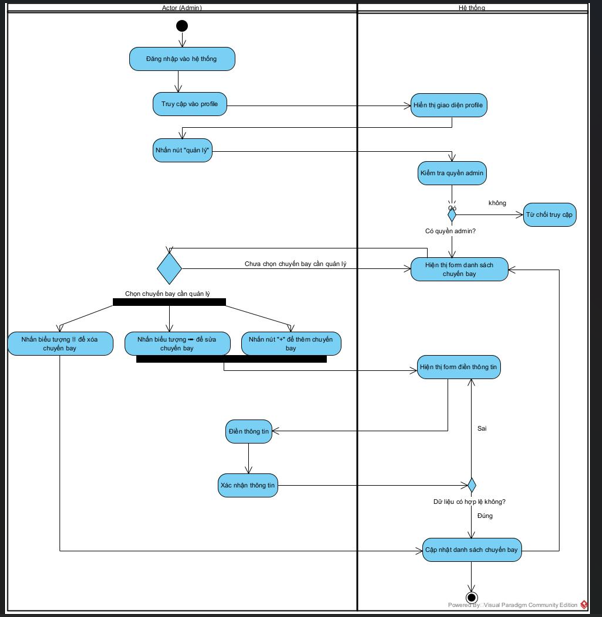 Actor (Admin)
Hệ thống
Đăng nhập vào hệ thống
Truy cập vào profile
Hiển thị giao diện profile
Nhấn nút "quản lý"
Kiểm tra quyền admin
Có
không
Từ chối truy cập
Có quyền admin?
Chưa chọn chuyến bay cần quản lý
Hiện thị form danh sách
chuyến bay
Chọn chuyến bay cần quản lý
Nhấn biểu tượng !! để xóa
chuyến bay
Nhấn biểu tượng ➡ để sửa
chuyến bay
Nhấn nút "+" để thêm chuyến
bay
Hiện thị form điền thông tin
Điền thông tin
Sai
Xác nhận thông tin
Dữ liệu có hợp lệ không?
Đúng
Cập nhật danh sách chuyến bay
Powered By: Visual Paradigm Community Edition